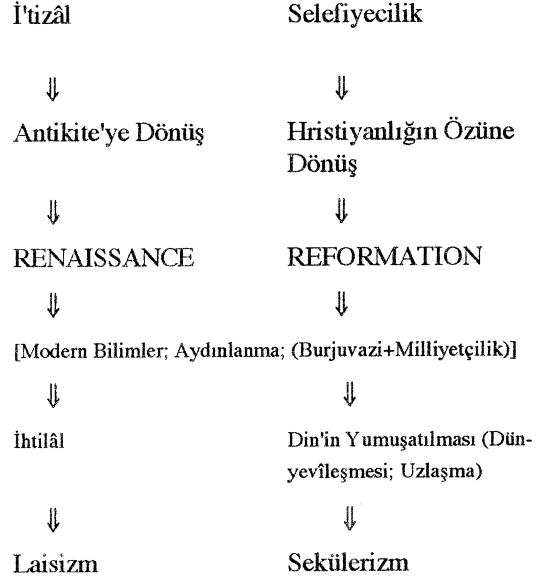 İ'tizâl Selefiyecilik
⇓ ⇓
Antikite'ye Dönüş Hristiyanlığın Özüne
Dönüş
⇓ ⇓
RENAISSANCE REFORMATION
⇓ ⇓
[Modern Bilimler; Aydınlanma; (Burjuvazi+Milliyetçilik)]
⇓ ⇓
İhtilâl Din'in Yumuşatılması (Dün-
yevîleşmesi; Uzlaşma)
⇓ ⇓
Laisizm Sekülerizm